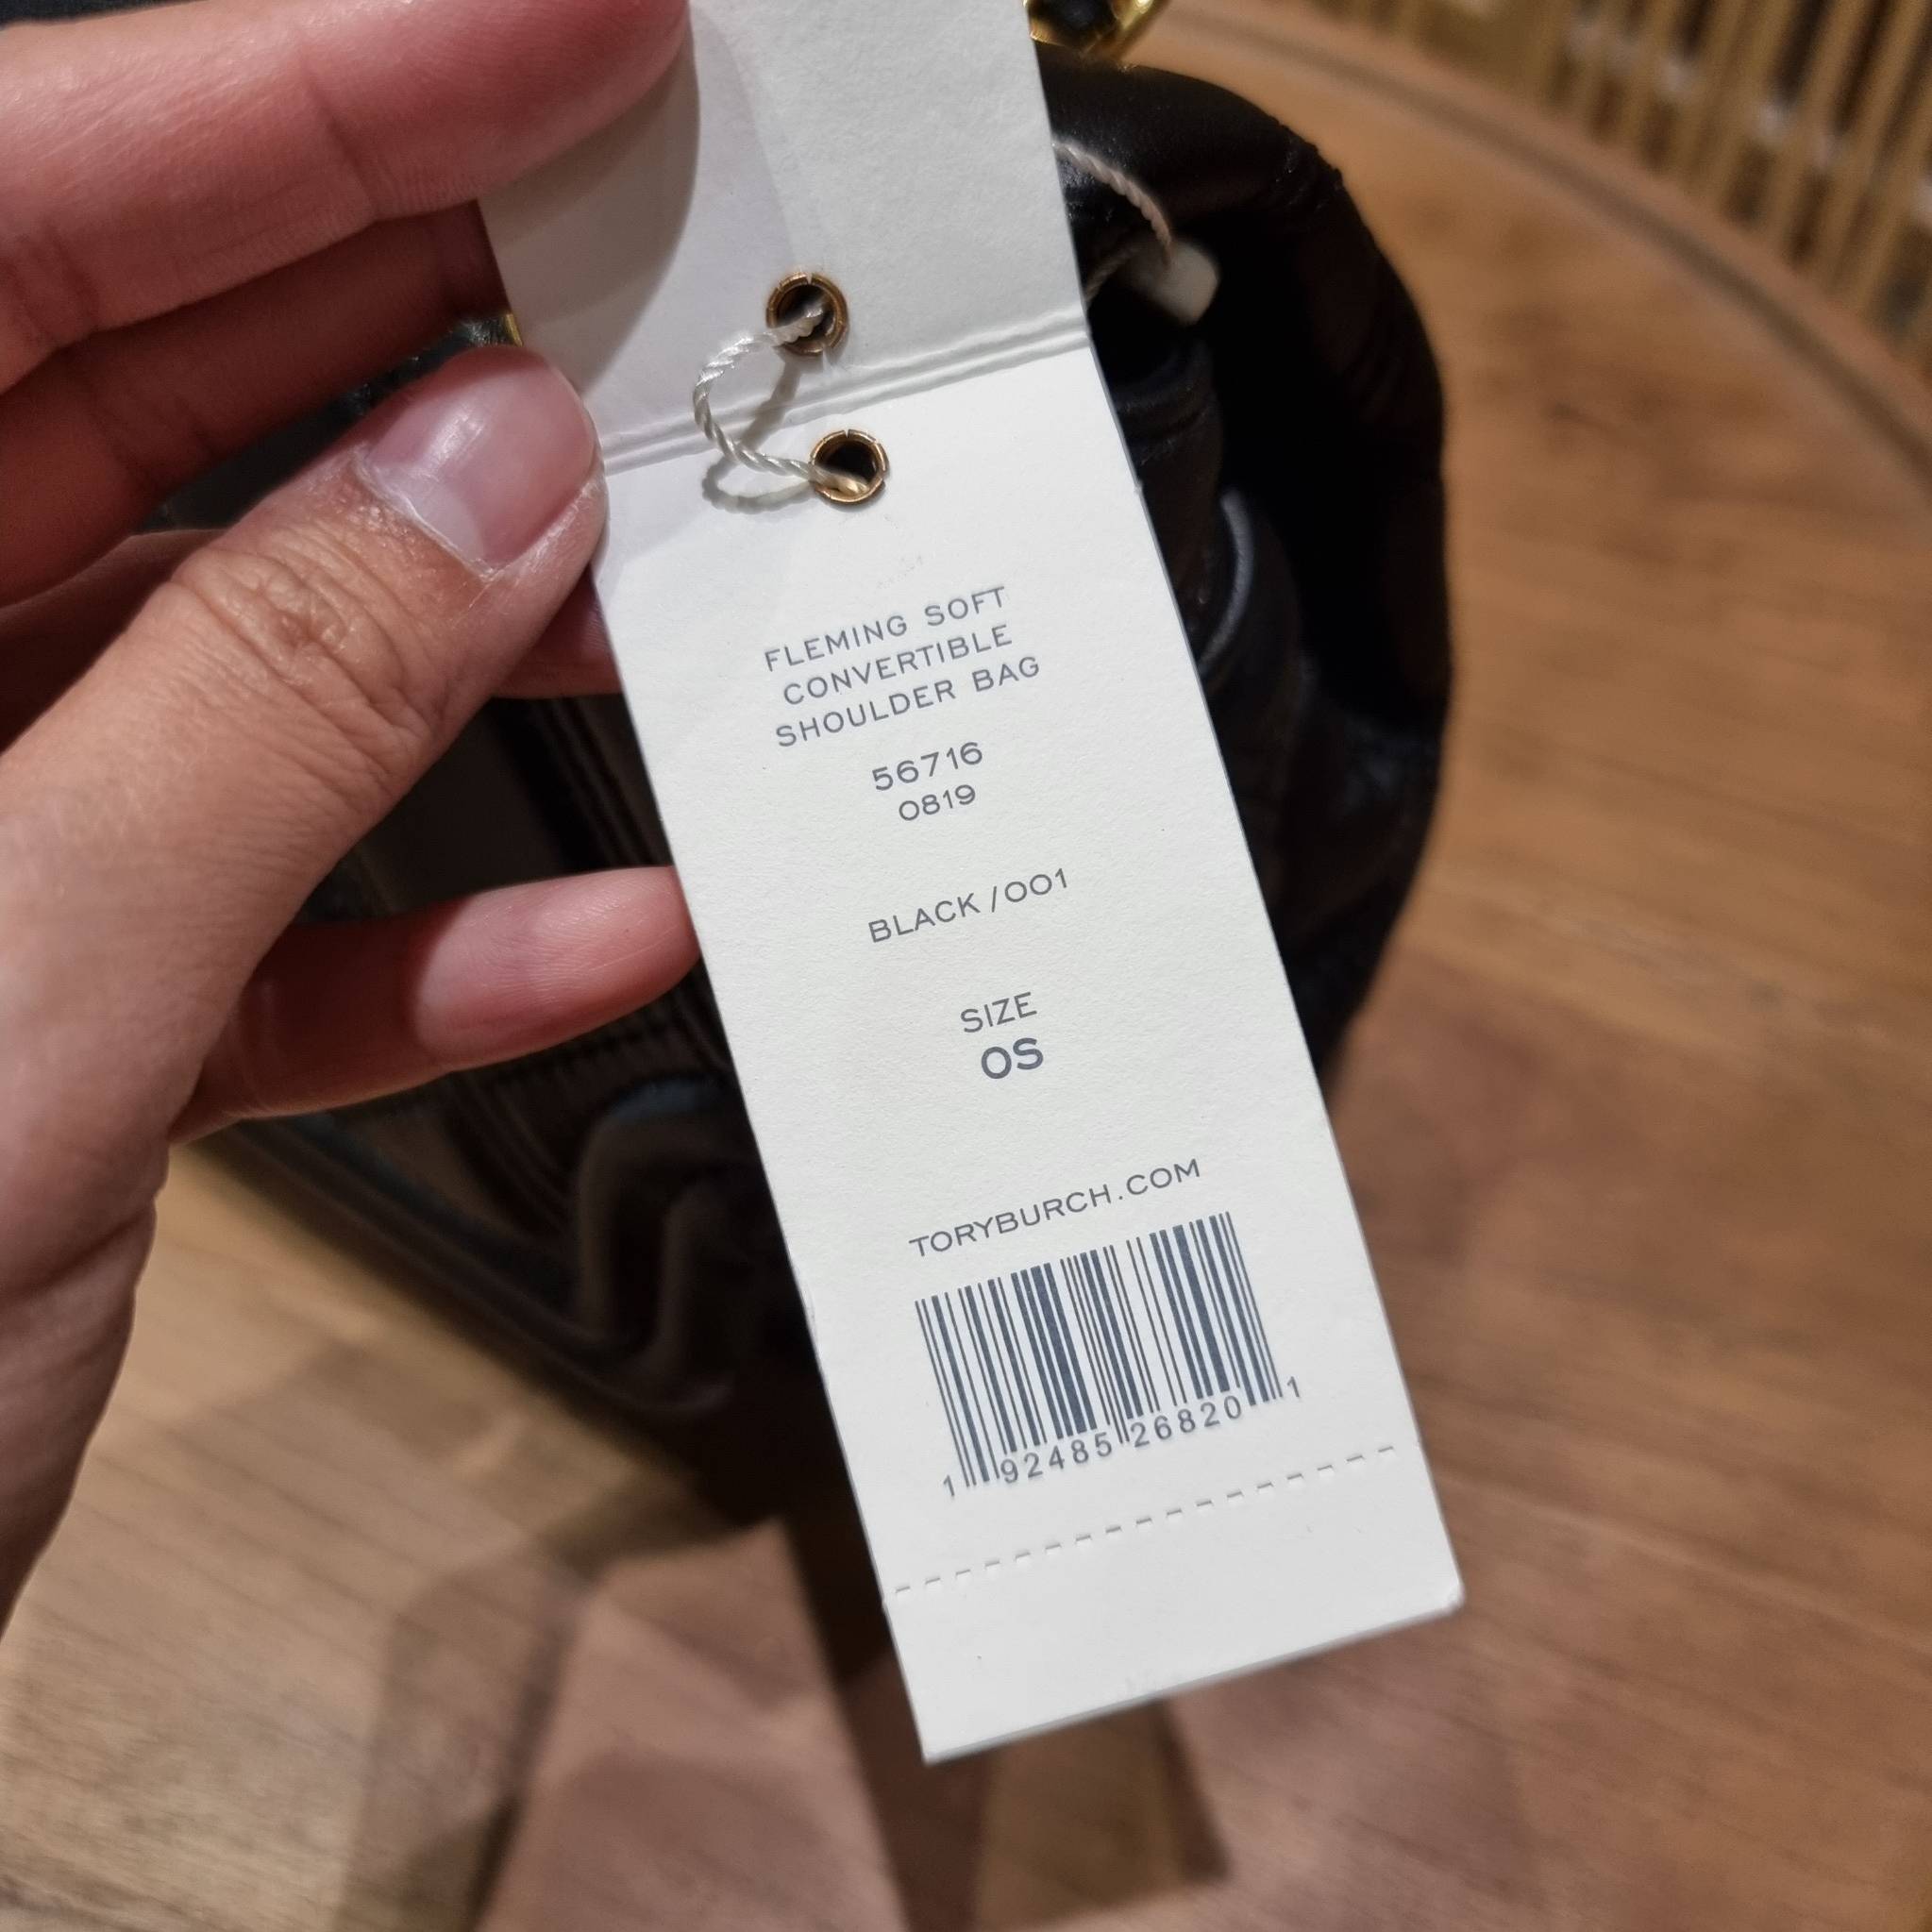 FLEMING SOFT
CONVERTIBLE
SHOULDER BAG
56716
0819
BLACK /001
SIZE
OS
TORYBURCH.COM
1 92485 26820 1